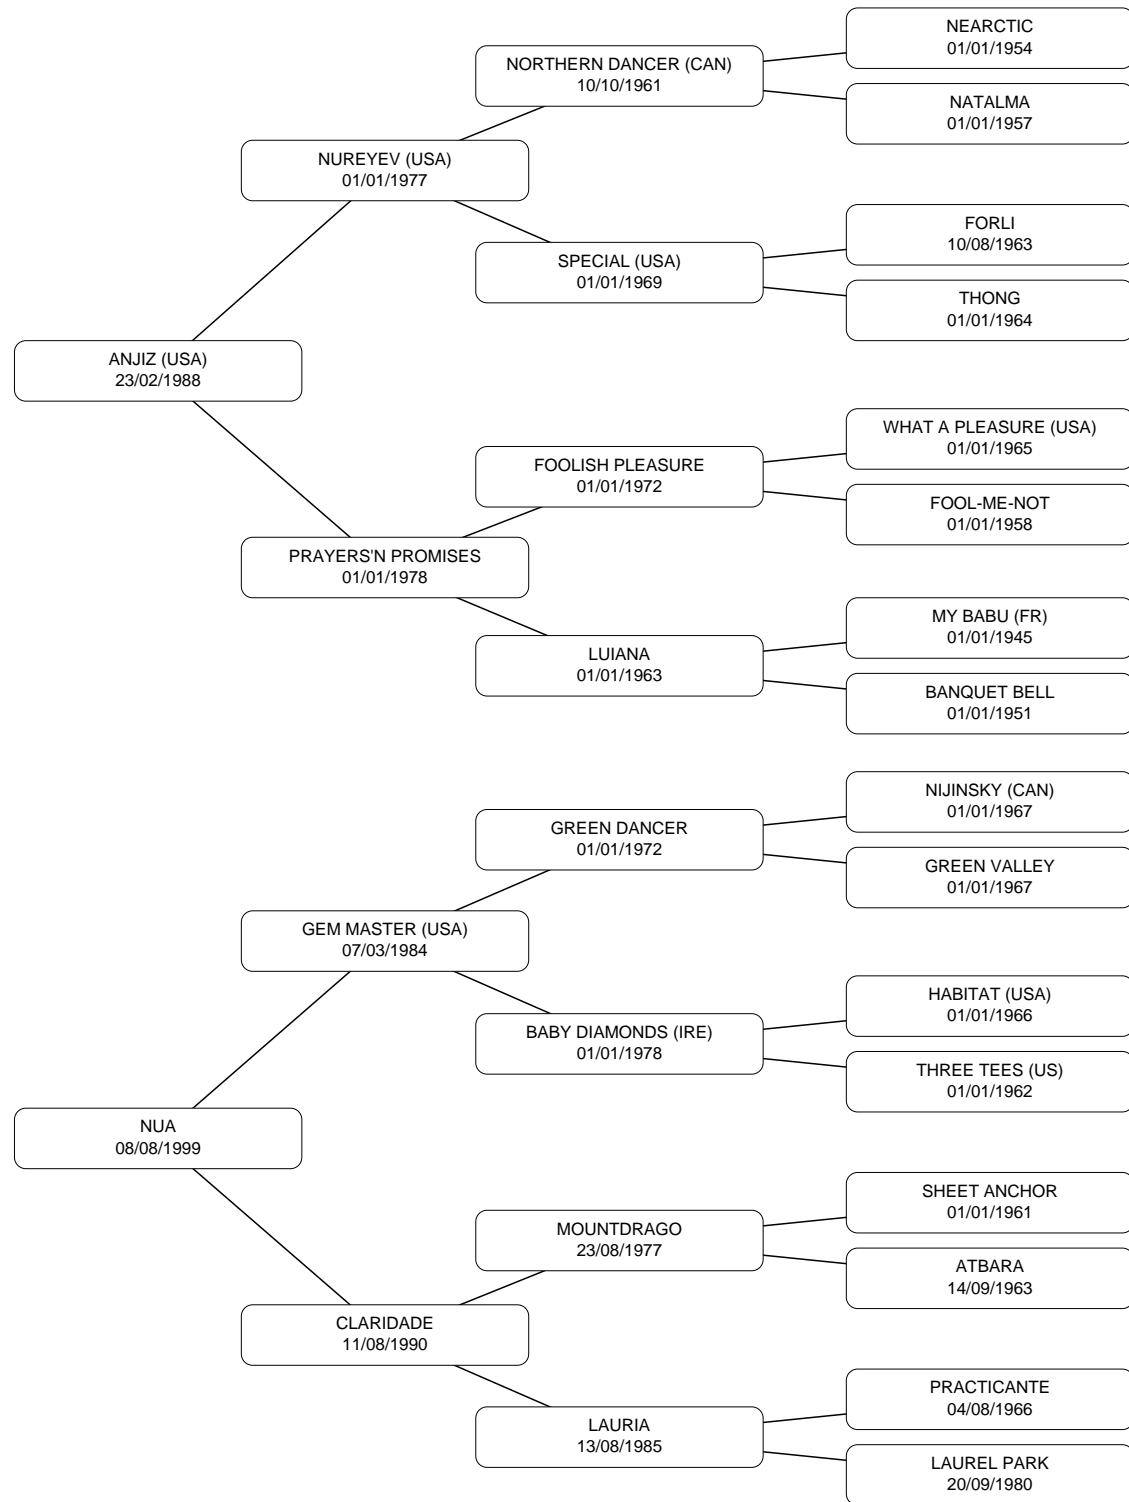 NEARCTIC
01/01/1954
NORTHERN DANCER (CAN)
10/10/1961
NATALMA
01/01/1957
NUREYEV (USA)
01/01/1977
FORLI
10/08/1963
SPECIAL (USA)
01/01/1969
THONG
01/01/1964
ANJIZ (USA)
23/02/1988
WHAT A PLEASURE (USA)
01/01/1965
FOOLISH PLEASURE
01/01/1972
FOOL-ME-NOT
01/01/1958
PRAYERS'N PROMISES
01/01/1978
MY BABU (FR)
01/01/1945
LUIANA
01/01/1963
BANQUET BELL
01/01/1951
NIJINSKY (CAN)
01/01/1967
GREEN DANCER
01/01/1972
GREEN VALLEY
01/01/1967
GEM MASTER (USA)
07/03/1984
HABITAT (USA)
01/01/1966
BABY DIAMONDS (IRE)
01/01/1978
THREE TEES (US)
01/01/1962
NUA
08/08/1999
SHEET ANCHOR
01/01/1961
MOUNTDRAGO
23/08/1977
ATBARA
14/09/1963
CLARIDADE
11/08/1990
PRACTICANTE
04/08/1966
LAURIA
13/08/1985
LAUREL PARK
20/09/1980